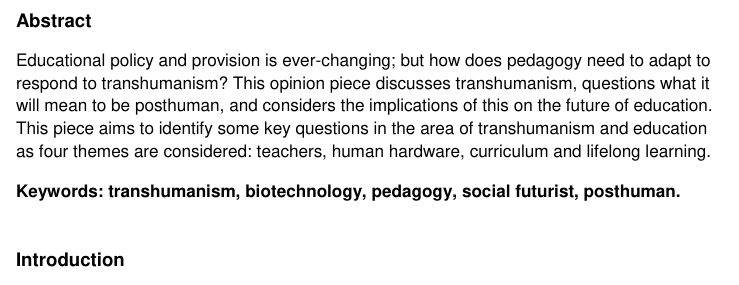 Abstract
Educational policy and provision is ever-changing; but how does pedagogy need to adapt to
respond to transhumanism? This opinion piece discusses transhumanism, questions what it
will mean to be posthuman, and considers the implications of this on the future of education.
This piece aims to identify some key questions in the area of transhumanism and education
as four themes are considered: teachers, human hardware, curriculum and lifelong learning.
Keywords: transhumanism, biotechnology, pedagogy, social futurist, posthuman.
Introduction